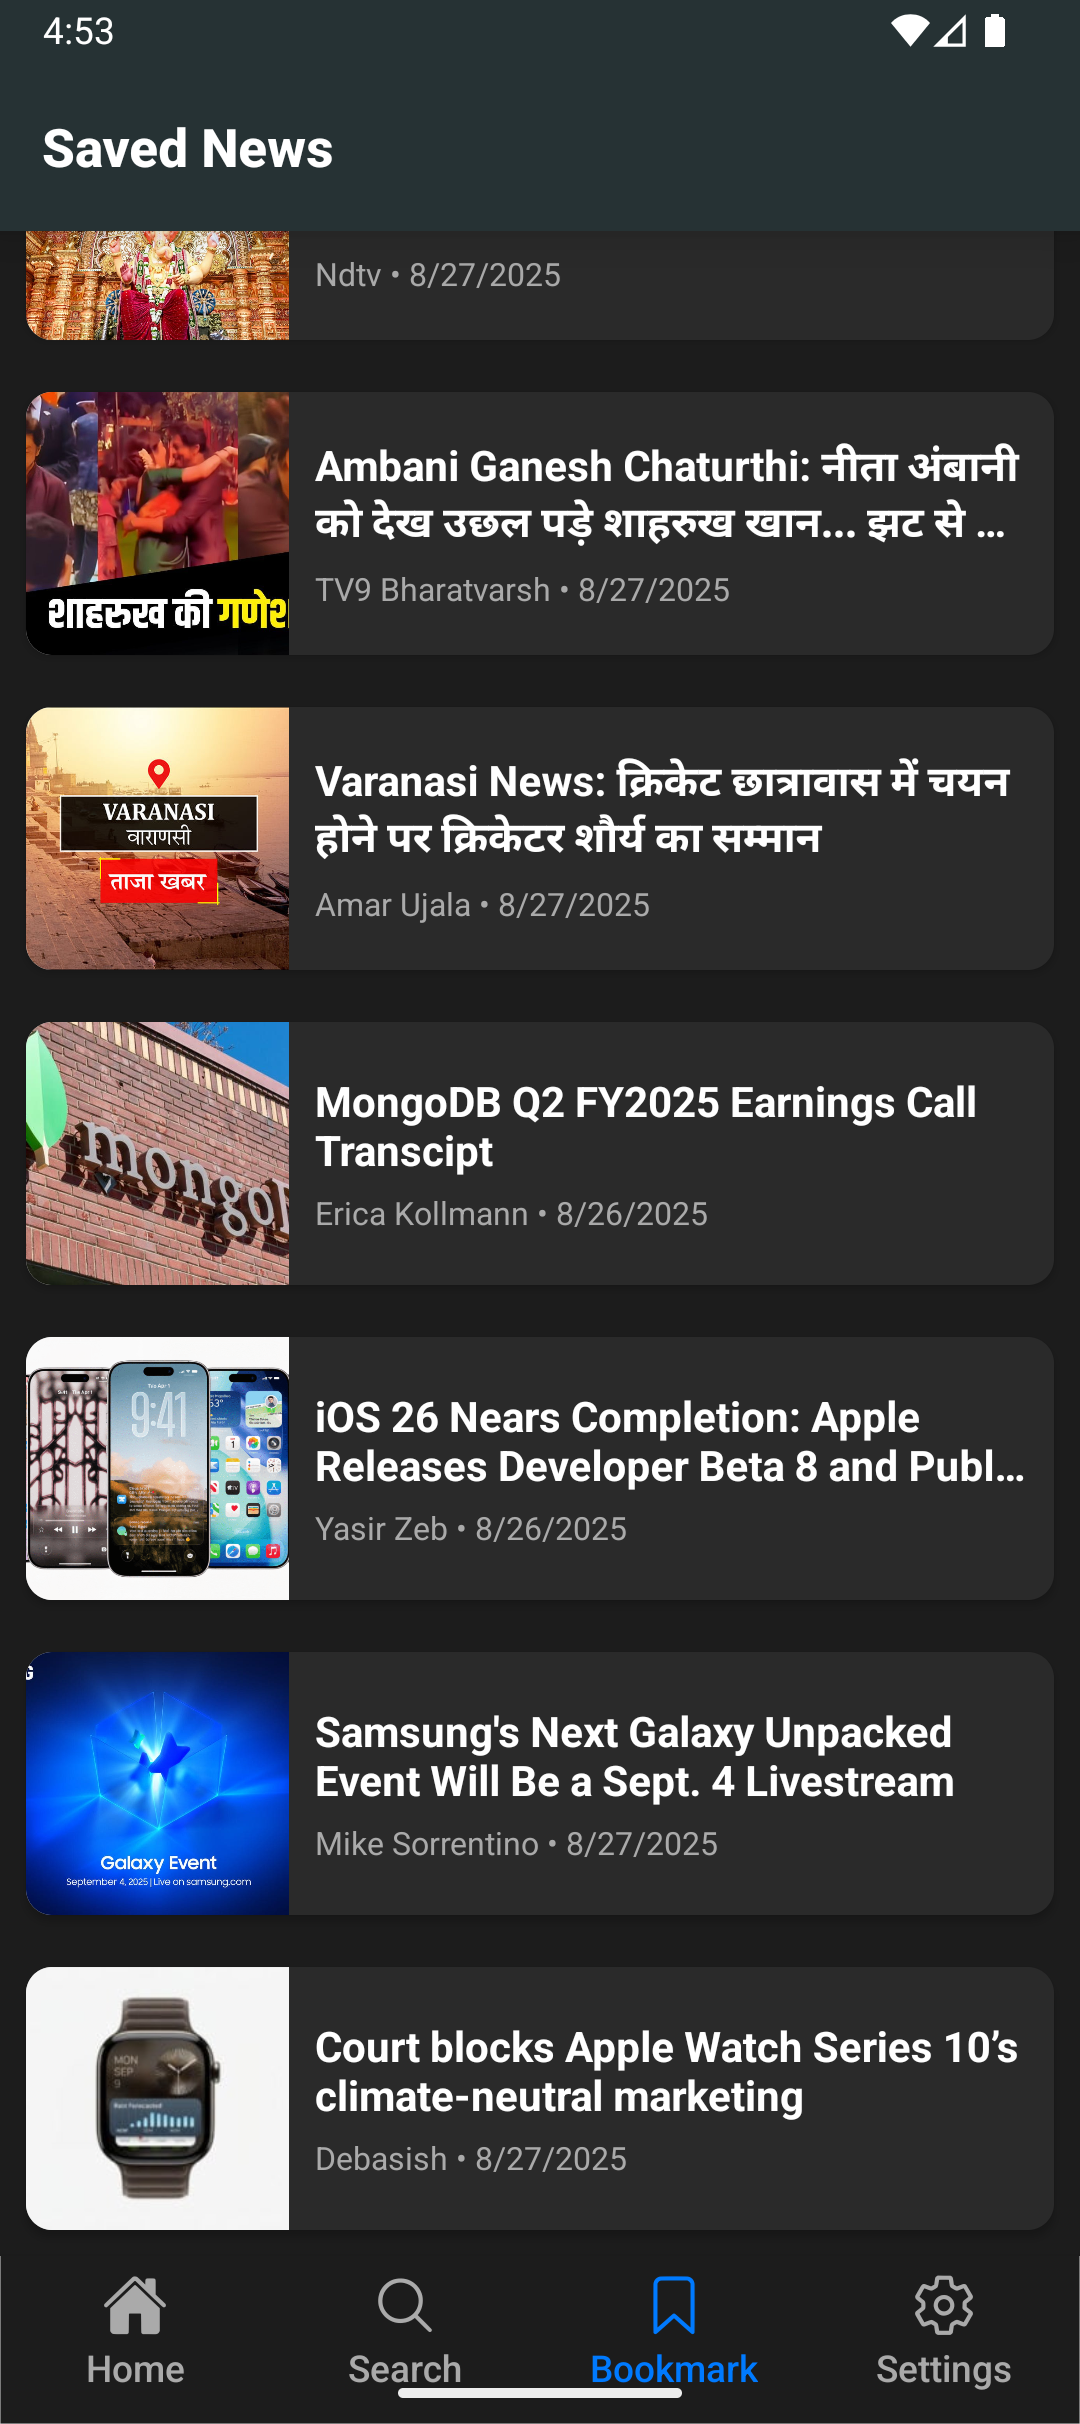 4:53
Saved News
Ndtv • 8/27/2025
Ambani Ganesh Chaturthi: नीता अंबानी
को देख उछल पड़े शाहरुख खान... झट से ...
TV9 Bharatvarsh • 8/27/2025
शाहरुख की गणेश
Varanasi News: क्रिकेट छात्रावास में चयन
होने पर क्रिकेटर शौर्य का सम्मान
Amar Ujala • 8/27/2025
VARANASI
वाराणसी
ताजा खबर
MongoDB Q2 FY2025 Earnings Call
Transcipt
Erica Kollmann • 8/26/2025
mongo
iOS 26 Nears Completion: Apple
Releases Developer Beta 8 and Publ...
Yasir Zeb • 8/26/2025
9:41
Samsung's Next Galaxy Unpacked
Event Will Be a Sept. 4 Livestream
Mike Sorrentino • 8/27/2025
G
Galaxy Event
September 4, 2025 | Live on samsung.com
Court blocks Apple Watch Series 10’s
climate-neutral marketing
Debasish • 8/27/2025
MON
SEP
9
Home
Search
Bookmark
Settings